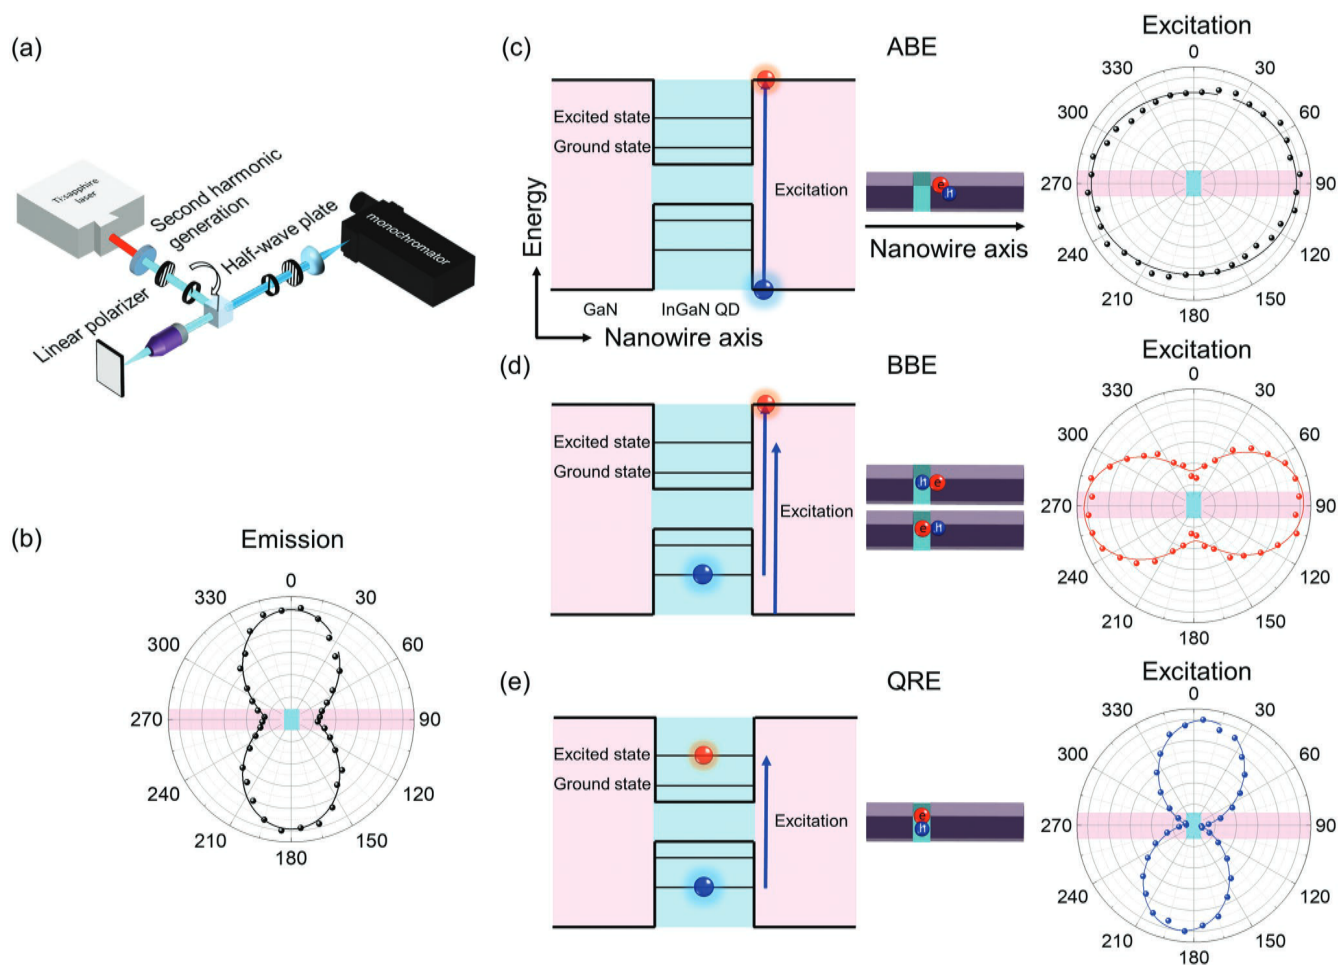 (a)
Ti:sapphire
laser
Second harmonic
generation
Half-wave plate
monochromator
Linear polarizer
(b)
Emission
0
30
60
90
120
150
180
210
240
270
300
330
(c)
ABE
Excited state
Ground state
Excitation
Energy
GaN
InGaN QD
Nanowire axis
e
h
Nanowire axis
Excitation
0
30
60
90
120
150
180
210
240
270
300
330
(d)
BBE
Excited state
Ground state
Excitation
h
e
e
h
Excitation
0
30
60
90
120
150
180
210
240
270
300
330
(e)
QRE
Excited state
Ground state
Excitation
e
h
Excitation
0
30
60
90
120
150
180
210
240
270
300
330